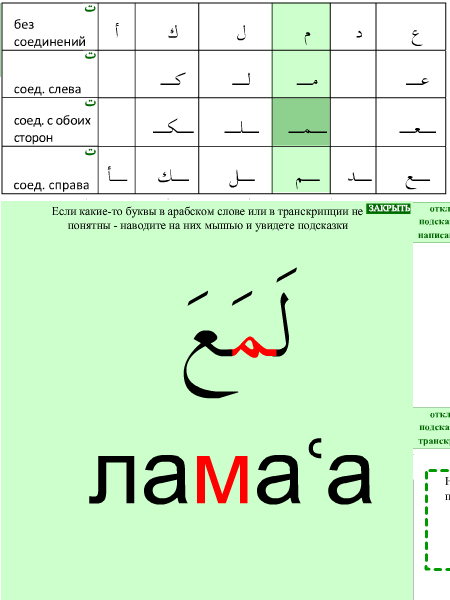 без соединений ت أ ك ل م د ع
соед. слева ت كـ لـ مـ عـ
соед. с обоих сторон ت ـكـ ـلـ ـمـ ـعـ
соед. справа ت ـأ ـك ـل ـم ـد ـع
Если какие-то буквы в арабском слове или в транскрипции не
понятны - наводите на них мышью и увидете подсказки
ЗАКРЫТЬ
откл
подска
написа
لَمَعَ
ламаʿа
откл
подска
транскр
Н
п